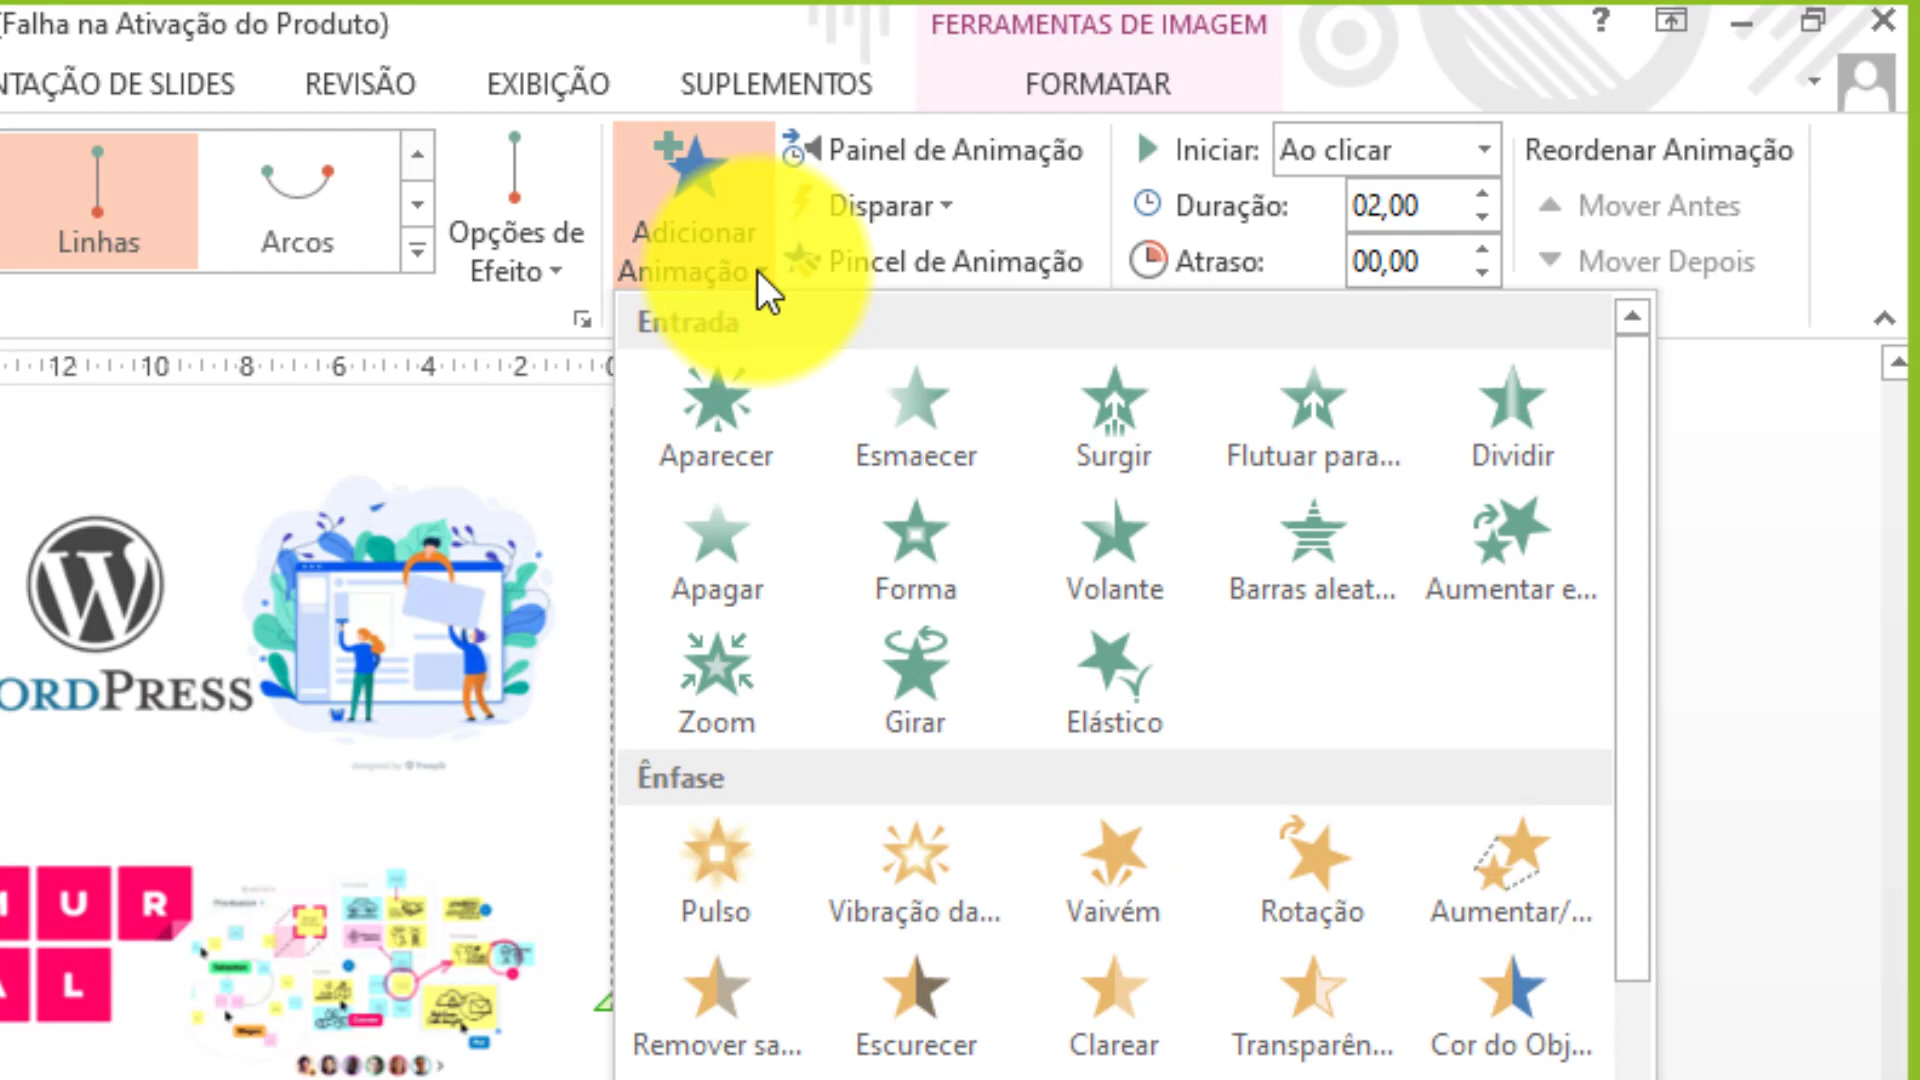 (Falha na Ativação do Produto)
FERRAMENTAS DE IMAGEM
?
NTAÇÃO DE SLIDES
REVISÃO
EXIBIÇÃO
SUPLEMENTOS
FORMATAR
Linhas
Arcos
Opções de
Efeito
Adicionar
Animação
Painel de Animação
Disparar
Pincel de Animação
Iniciar: Ao clicar
Duração: 02,00
Atraso: 00,00
Reordenar Animação
Mover Antes
Mover Depois
12 10 8 6 4 2 0
Entrada
Aparecer
Esmaecer
Surgir
Flutuar para...
Dividir
Apagar
Forma
Volante
Barras aleat...
Aumentar e...
Zoom
Girar
Elástico
Ênfase
Pulso
Vibração da...
Vaivém
Rotação
Aumentar/...
Remover sa...
Escurecer
Clarear
Transparên...
Cor do Obj...
W
ORDPRESS
designed by freepik
M U R
A L